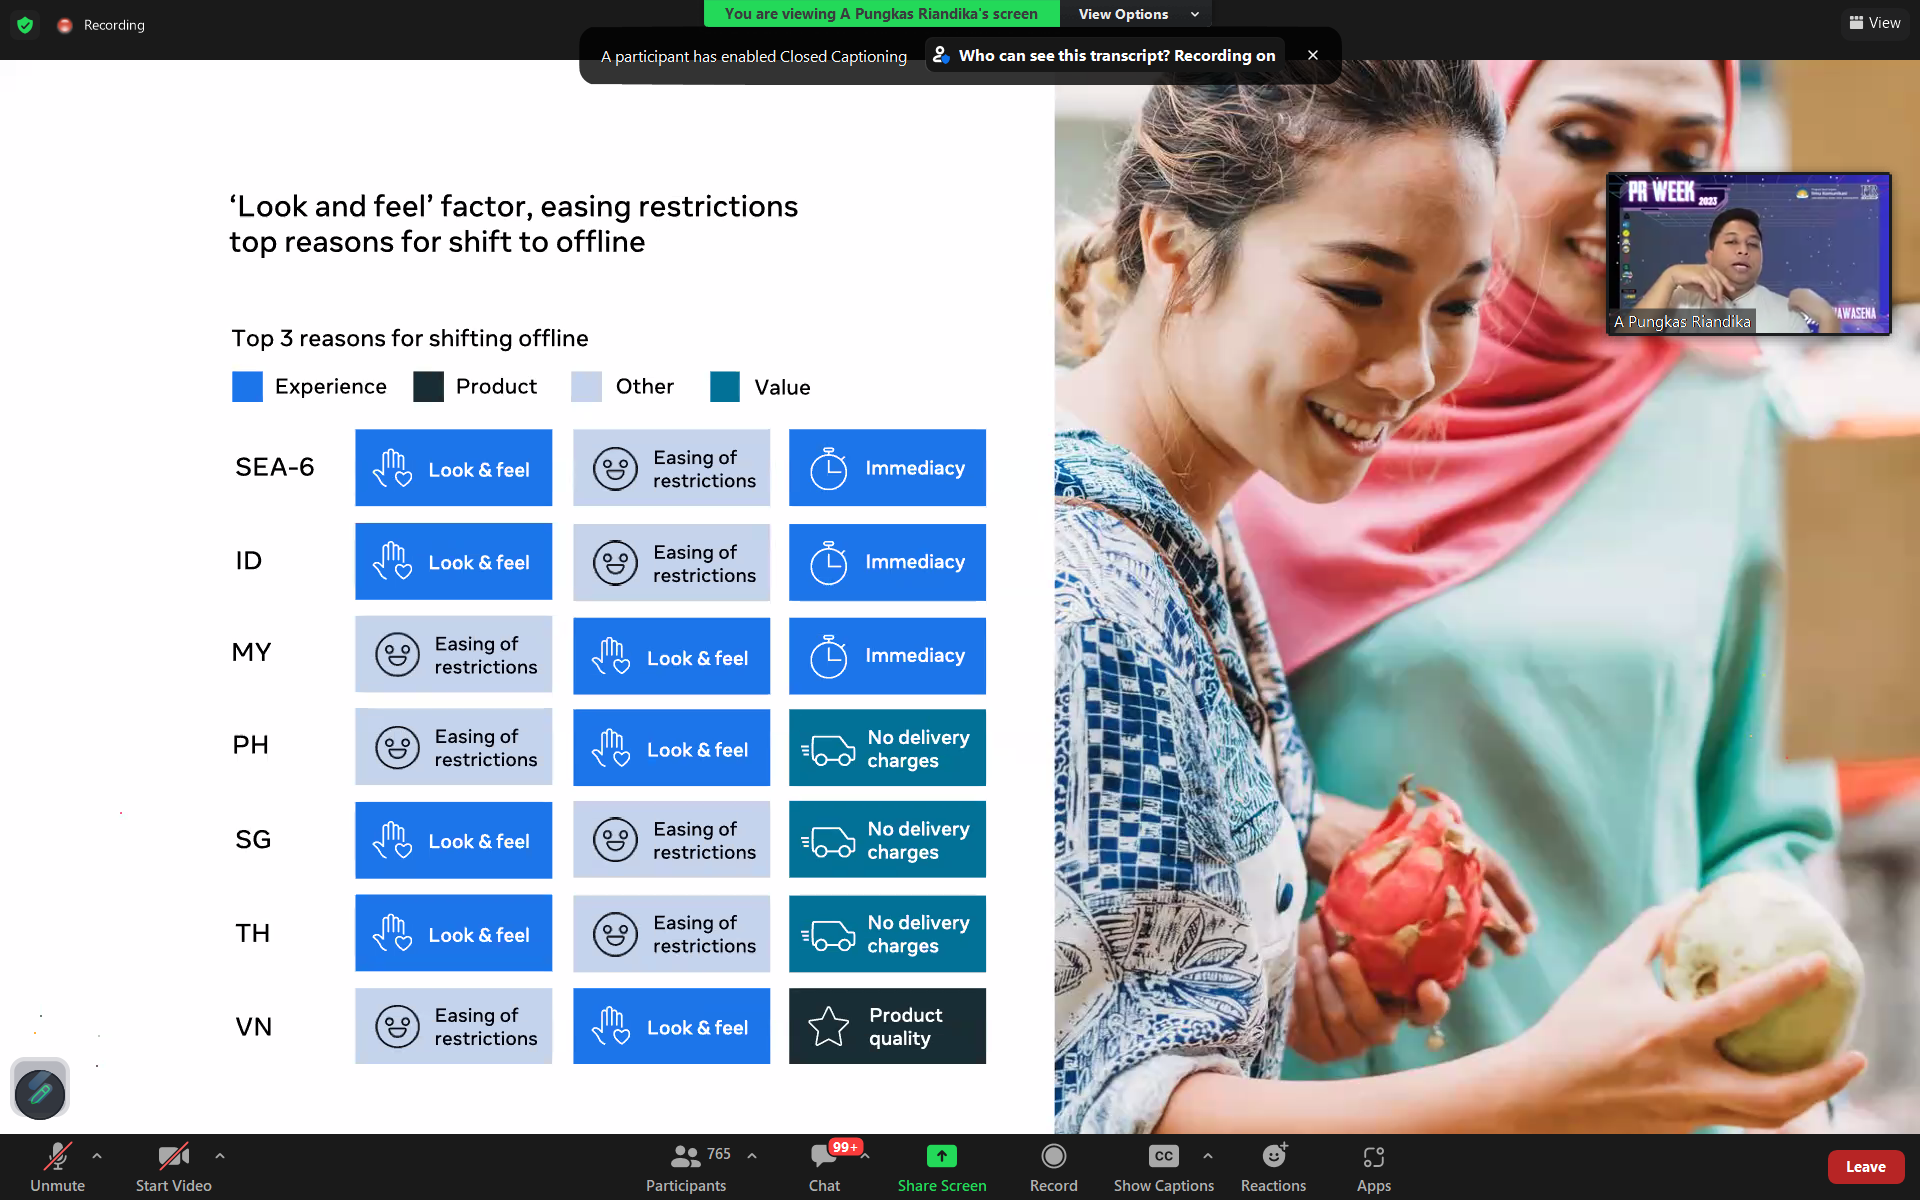 You are viewing A Pungkas Riandika's screen
View Options
Recording
View
A participant has enabled Closed Captioning
Who can see this transcript? Recording on
‘Look and feel’ factor, easing restrictions
top reasons for shift to offline
PR WEEK
2023
AWASENA
A Pungkas Riandika
Top 3 reasons for shifting offline
Experience Product Other Value
SEA-6
Look & feel
Easing of
restrictions
Immediacy
ID
Look & feel
Easing of
restrictions
Immediacy
MY
Easing of
restrictions
Look & feel
Immediacy
PH
Easing of
restrictions
Look & feel
No delivery
charges
SG
Look & feel
Easing of
restrictions
No delivery
charges
TH
Look & feel
Easing of
restrictions
No delivery
charges
VN
Easing of
restrictions
Look & feel
Product
quality
Unmute
Start Video
765
Participants
99+
Chat
Share Screen
Record
CC
Show Captions
Reactions
Apps
Leave